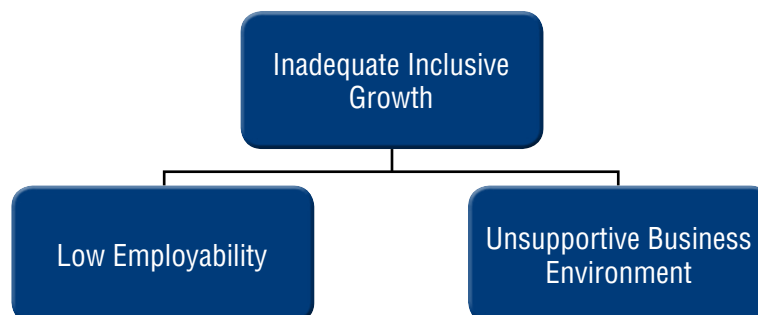 Inadequate Inclusive
Growth
Low Employability
Unsupportive Business
Environment